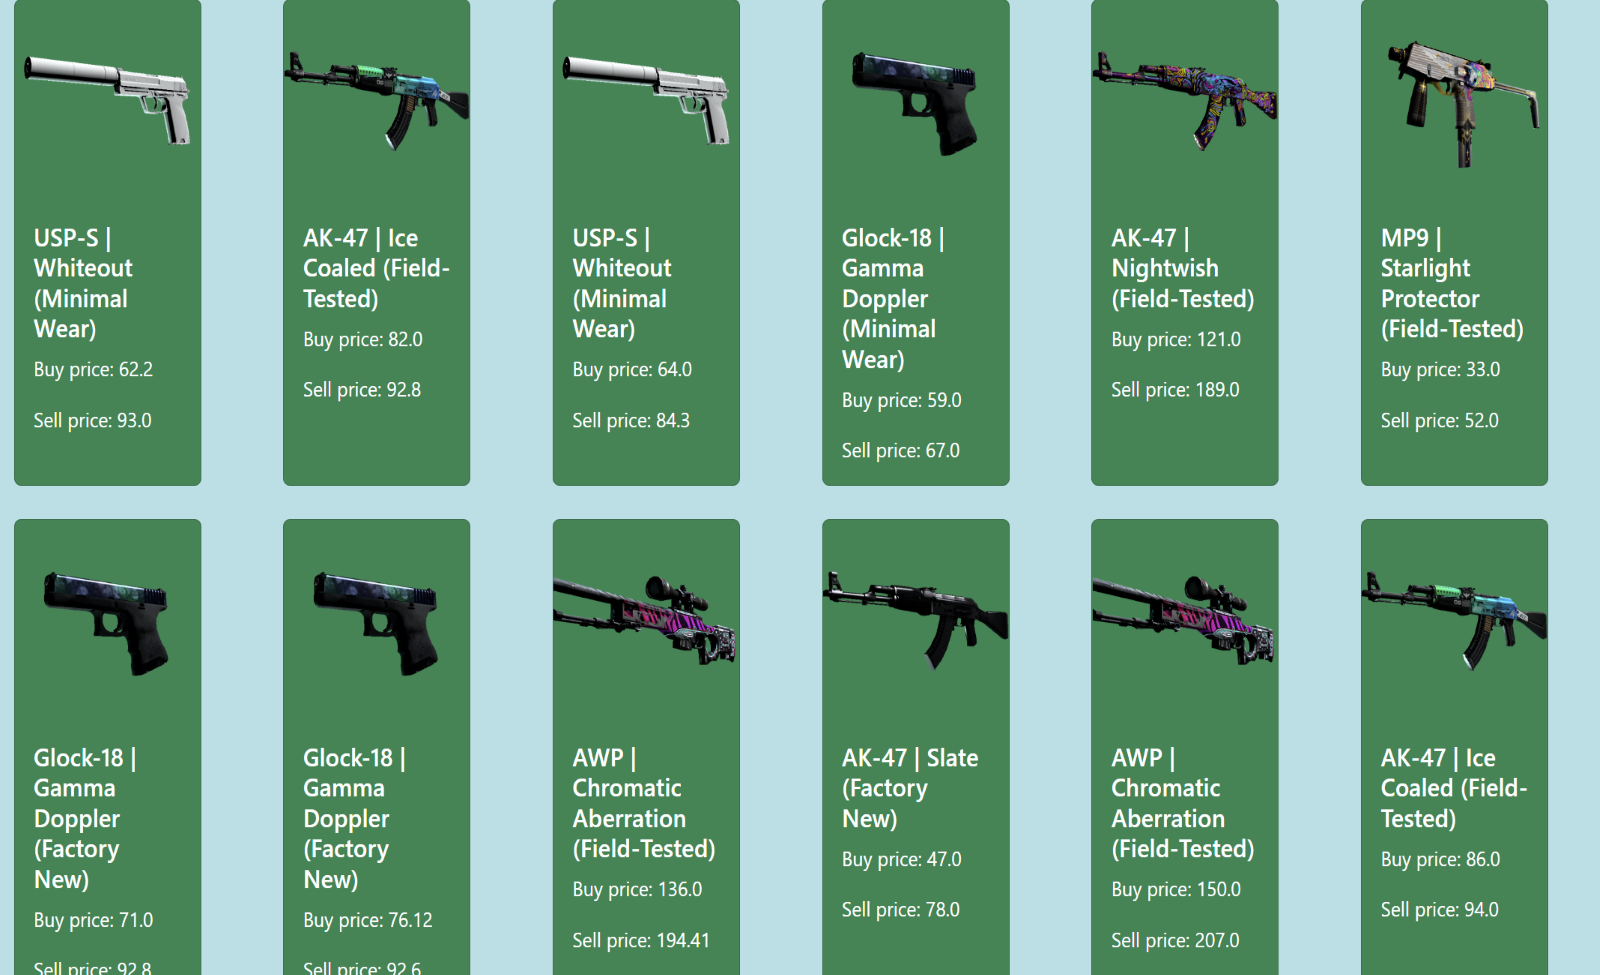 USP-S |
Whiteout
(Minimal
Wear)
Buy price: 62.2
Sell price: 93.0
AK-47 | Ice
Coaled (Field-
Tested)
Buy price: 82.0
Sell price: 92.8
USP-S |
Whiteout
(Minimal
Wear)
Buy price: 64.0
Sell price: 84.3
Glock-18 |
Gamma
Doppler
(Minimal
Wear)
Buy price: 59.0
Sell price: 67.0
AK-47 |
Nightwish
(Field-Tested)
Buy price: 121.0
Sell price: 189.0
MP9 |
Starlight
Protector
(Field-Tested)
Buy price: 33.0
Sell price: 52.0
Glock-18 |
Gamma
Doppler
(Factory
New)
Buy price: 71.0
Sell price: 92.8
Glock-18 |
Gamma
Doppler
(Factory
New)
Buy price: 76.12
Sell price: 92.6
AWP |
Chromatic
Aberration
(Field-Tested)
Buy price: 136.0
Sell price: 194.41
AK-47 | Slate
(Factory
New)
Buy price: 47.0
Sell price: 78.0
AWP |
Chromatic
Aberration
(Field-Tested)
Buy price: 150.0
Sell price: 207.0
AK-47 | Ice
Coaled (Field-
Tested)
Buy price: 86.0
Sell price: 94.0